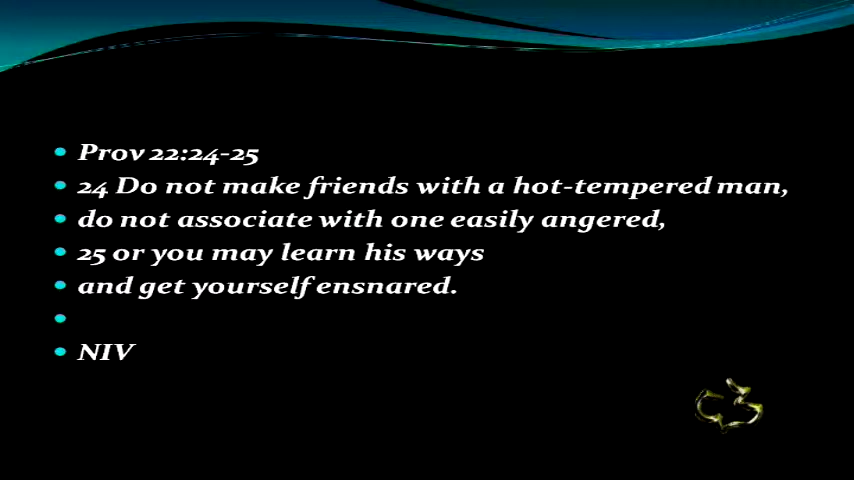 Prov 22:24-25
24 Do not make friends with a hot-tempered man,
do not associate with one easily angered,
25 or you may learn his ways
and get yourself ensnared.
NIV